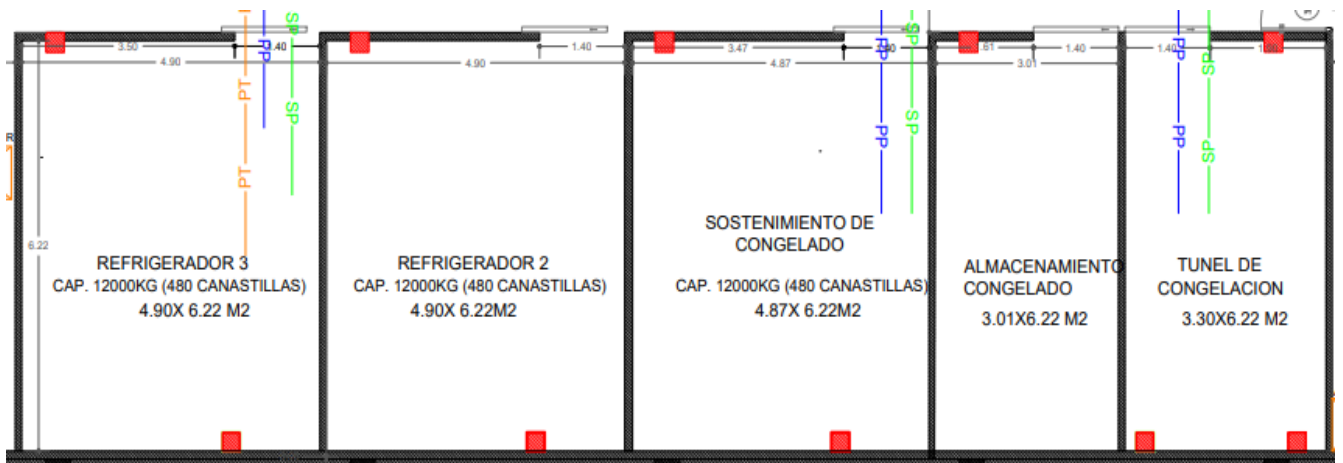 SP
PP
SP
PP
SP
3.50
1.40
1.40
3.47
.61
1.40
1.40
4.90
4.90
4.87
3.01
PT
SP
PT
PP
SP
PP
SP
6.22
REFRIGERADOR 3
CAP. 12000KG (480 CANASTILLAS)
4.90X 6.22 M2
REFRIGERADOR 2
CAP. 12000KG (480 CANASTILLAS)
4.90X 6.22M2
SOSTENIMIENTO DE
CONGELADO
CAP. 12000KG (480 CANASTILLAS)
4.87X 6.22M2
ALMACENAMIENTO
CONGELADO
3.01X6.22 M2
TUNEL DE
CONGELACION
3.30X6.22 M2